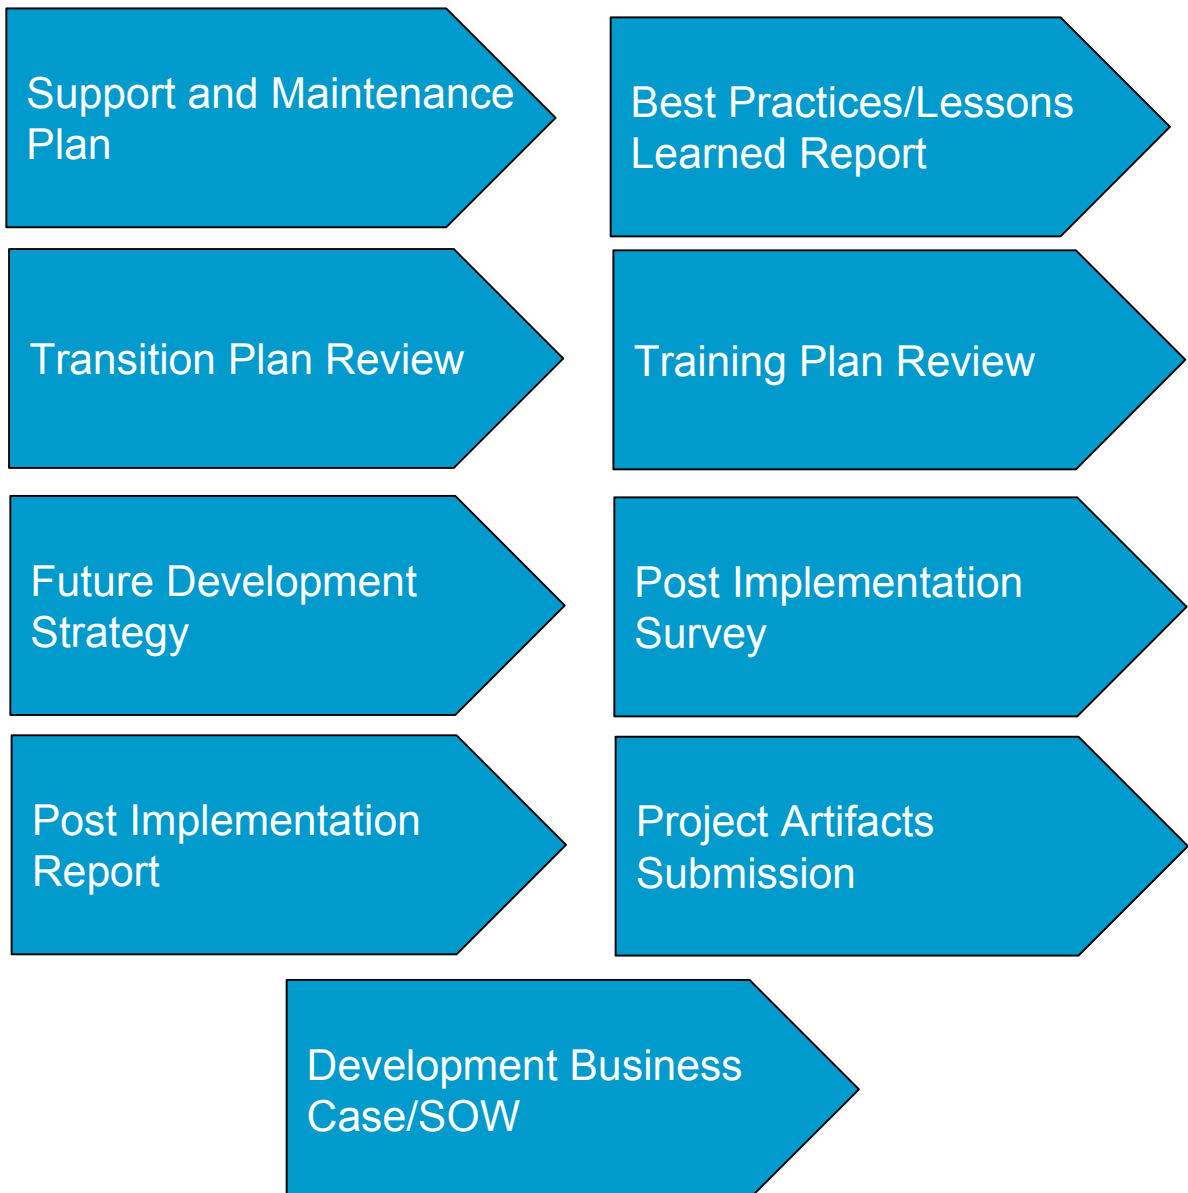 Support and Maintenance
Plan
Best Practices/Lessons
Learned Report
Transition Plan Review
Training Plan Review
Future Development
Strategy
Post Implementation
Survey
Post Implementation
Report
Project Artifacts
Submission
Development Business
Case/SOW